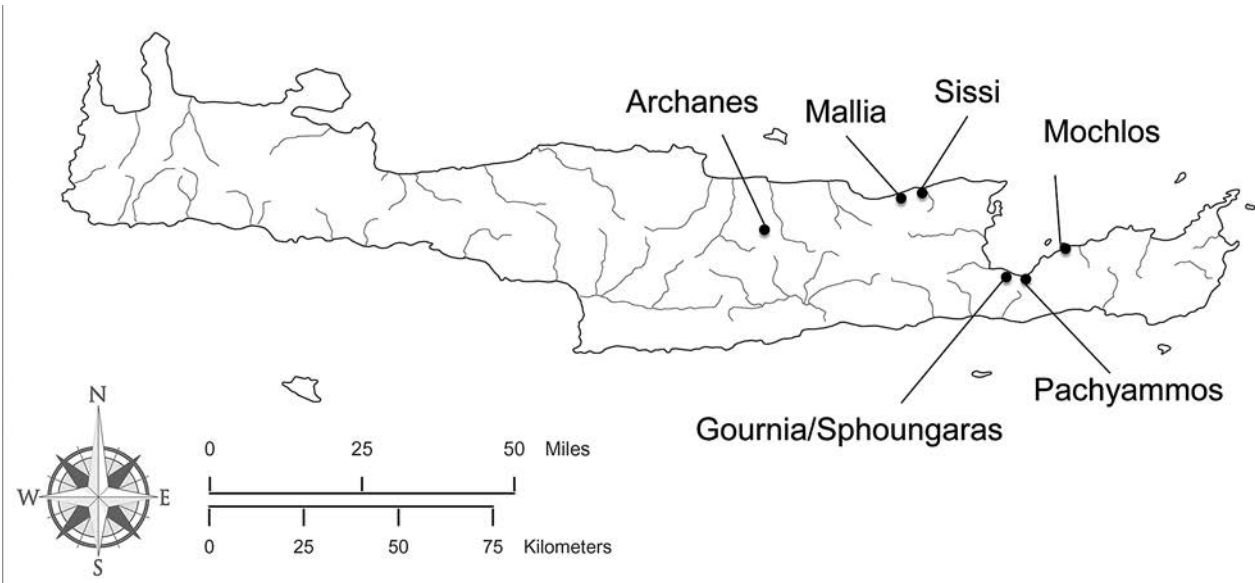 Archanes
Mallia
Sissi
Mochlos
Gournia/Sphoungaras
Pachyammos
N
W
E
S
0 25 50 Miles
0 25 50 75 Kilometers